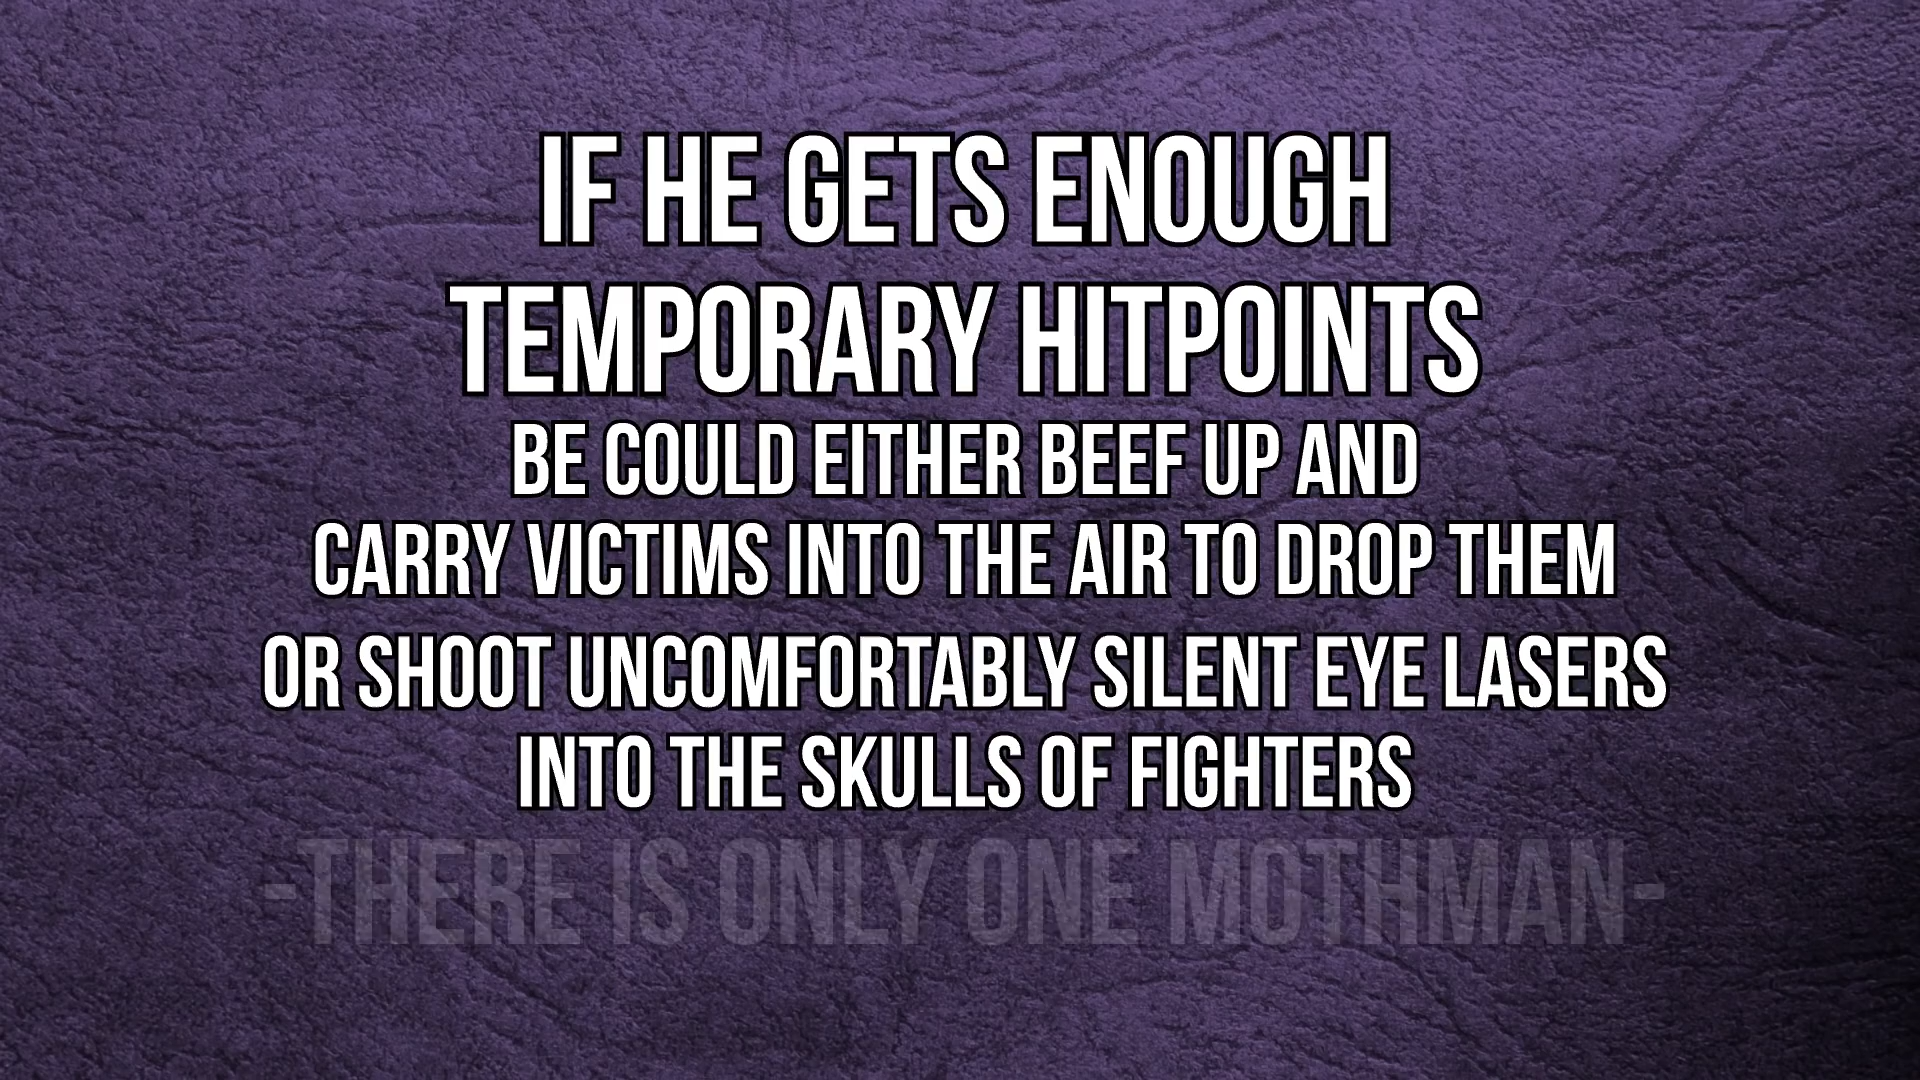 IF HE GETS ENOUGH
TEMPORARY HITPOINTS
BE COULD EITHER BEEF UP AND
CARRY VICTIMS INTO THE AIR TO DROP THEM
OR SHOOT UNCOMFORTABLY SILENT EYE LASERS
INTO THE SKULLS OF FIGHTERS
-THERE IS ONLY ONE MOTHMAN-